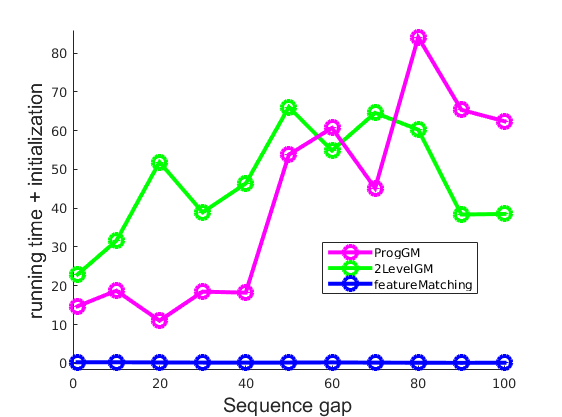 running time + initialization
80
70
60
50
40
30
20
10
0
ProgGM
2LevelGM
featureMatching
0 20 40 60 80 100
Sequence gap